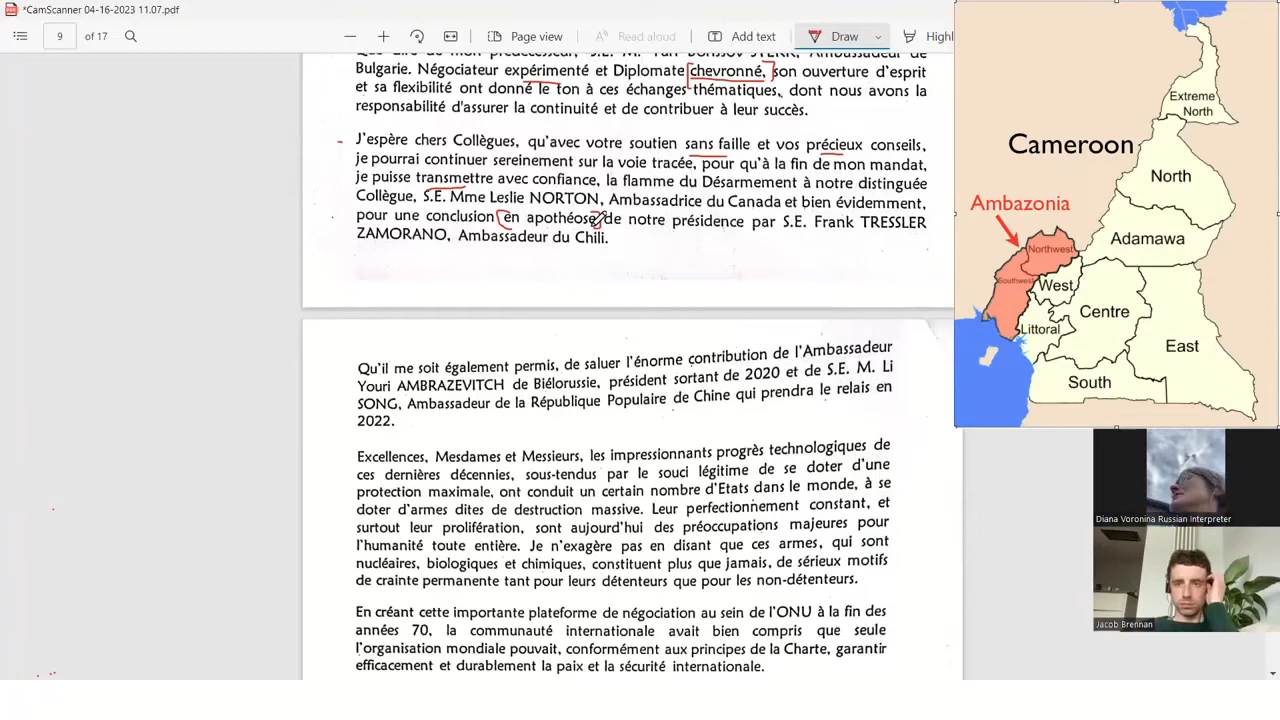 *CamScanner 04-16-2023 11.07.pdf
9 of 17
Page view
Read aloud
Add text
Draw
Highl
Bulgarie. Négociateur expérimenté et Diplomate chevronné, son ouverture d'esprit
et sa flexibilité ont donné le ton à ces échanges thématiques, dont nous avons la
responsabilité d'assurer la continuité et de contribuer à leur succès.
J'espère chers Collègues, qu'avec votre soutien sans faille et vos précieux conseils,
je pourrai continuer sereinement sur la voie tracée, pour qu'à la fin de mon mandat,
je puisse transmettre avec confiance, la flamme du Désarmement à notre distinguée
Collègue, S.E. Mme Leslie NORTON, Ambassadrice du Canada et bien évidemment,
pour une conclusion en apothéose de notre présidence par S.E. Frank TRESSLER
ZAMORANO, Ambassadeur du Chili.
Qu'il me soit également permis, de saluer l'énorme contribution de l'Ambassadeur
Youri AMBRAZEVITCH de Biélorussie, président sortant de 2020 et de S.E. M. Li
SONG, Ambassadeur de la République Populaire de Chine qui prendra le relais en
2022.
Excellences, Mesdames et Messieurs, les impressionnants progrès technologiques de
ces dernières décennies, sous-tendus par le souci légitime de se doter d'une
protection maximale, ont conduit un certain nombre d'Etats dans le monde, à se
doter d'armes dites de destruction massive. Leur perfectionnement constant, et
surtout leur prolifération, sont aujourd'hui des préoccupations majeures pour
l'humanité toute entière. Je n'exagère pas en disant que ces armes, qui sont
nucléaires, biologiques et chimiques, constituent plus que jamais, de sérieux motifs
de crainte permanente tant pour leurs détenteurs que pour les non-détenteurs.
En créant cette importante plateforme de négociation au sein de l'ONU à la fin des
années 70, la communauté internationale avait bien compris que seule
l'organisation mondiale pouvait, conformément aux principes de la Charte, garantir
efficacement et durablement la paix et la sécurité internationale.
Cameroon
Ambazonia
Extreme
North
North
Adamawa
Northwest
Southwest
West
Centre
Littoral
East
South
Diana Voronina Russian interpreter
Jacob Brennan